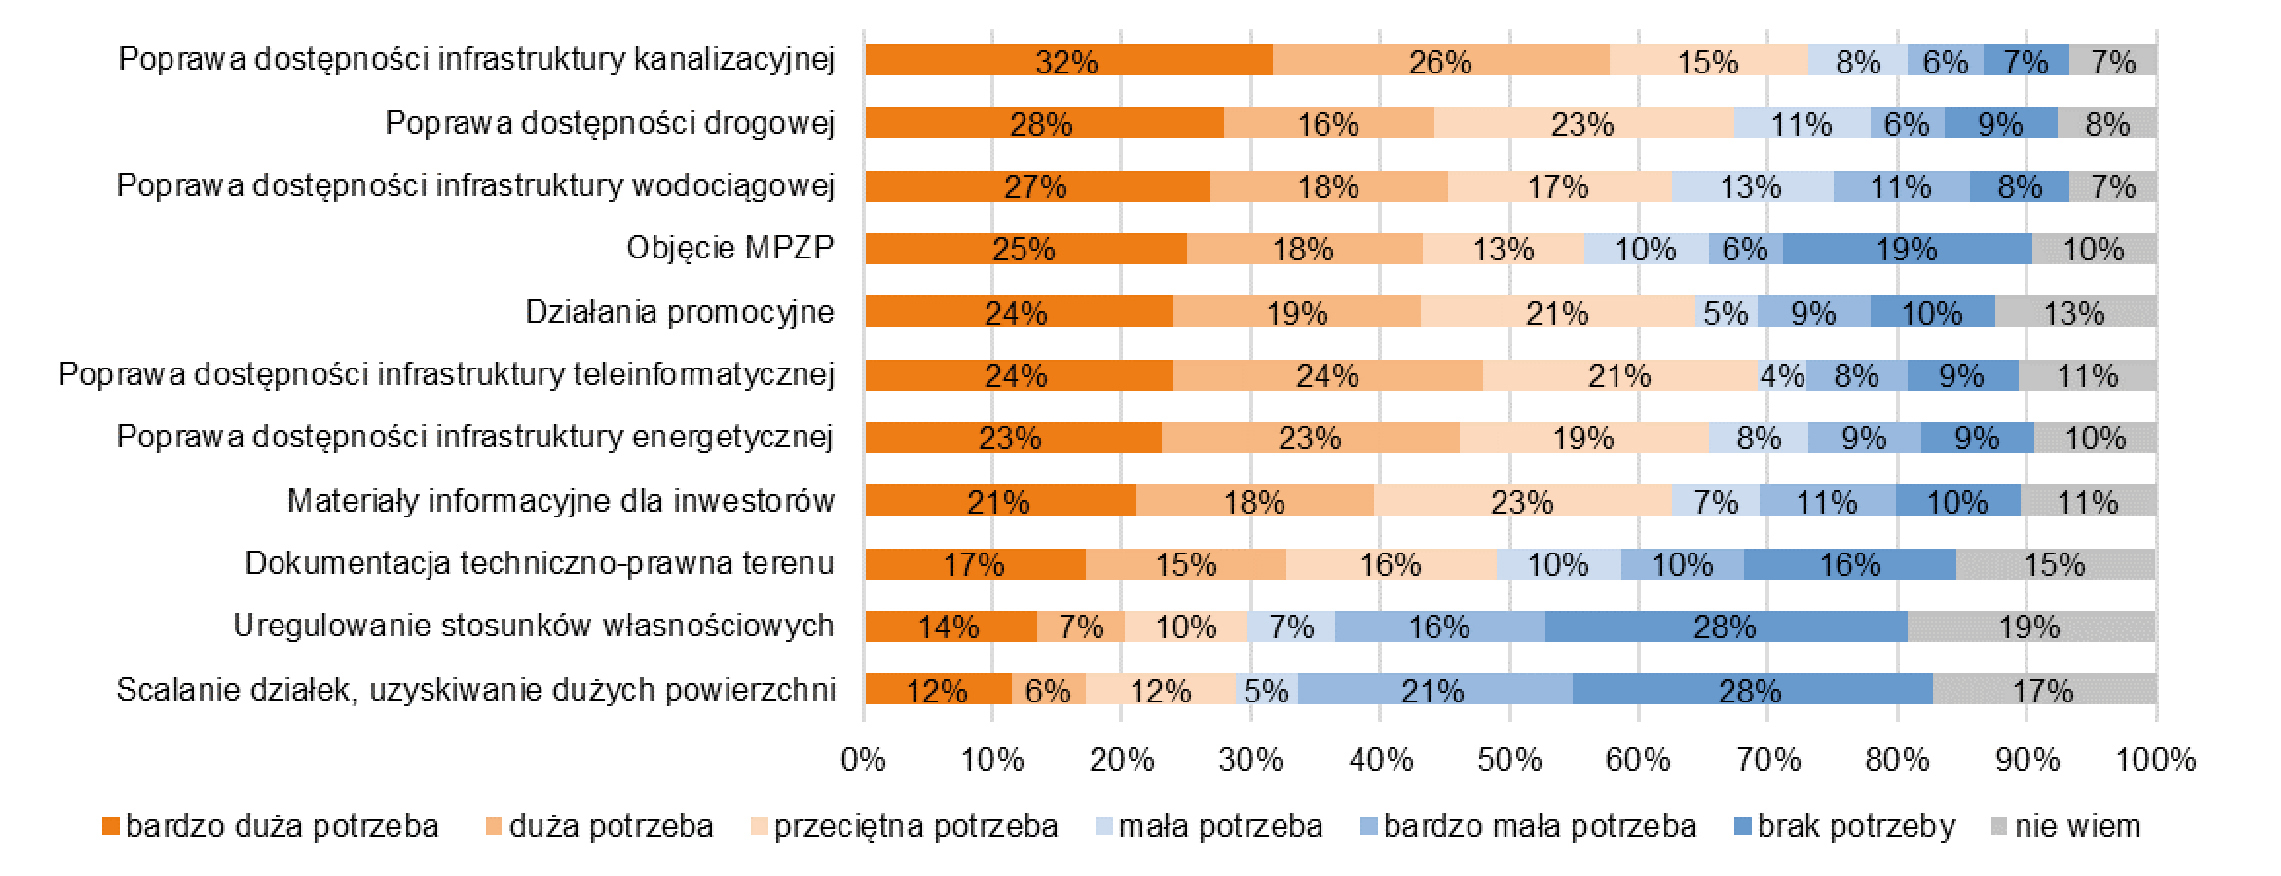 Poprawa dostępności infrastruktury kanalizacyjnej 32% 26% 15% 8% 6% 7% 7%
Poprawa dostępności drogowej 28% 16% 23% 11% 6% 9% 8%
Poprawa dostępności infrastruktury wodociągowej 27% 18% 17% 13% 11% 8% 7%
Objęcie MPZP 25% 18% 13% 10% 6% 19% 10%
Działania promocyjne 24% 19% 21% 5% 9% 10% 13%
Poprawa dostępności infrastruktury teleinformatycznej 24% 24% 21% 4% 8% 9% 11%
Poprawa dostępności infrastruktury energetycznej 23% 23% 19% 8% 9% 9% 10%
Materiały informacyjne dla inwestorów 21% 18% 23% 7% 11% 10% 11%
Dokumentacja techniczno-prawna terenu 17% 15% 16% 10% 10% 16% 15%
Uregulowanie stosunków własnościowych 14% 7% 10% 7% 16% 28% 19%
Scalanie działek, uzyskiwanie dużych powierzchni 12% 6% 12% 5% 21% 28% 17%
0% 10% 20% 30% 40% 50% 60% 70% 80% 90% 100%
bardzo duża potrzeba duża potrzeba przeciętna potrzeba mała potrzeba bardzo mała potrzeba brak potrzeby nie wiem